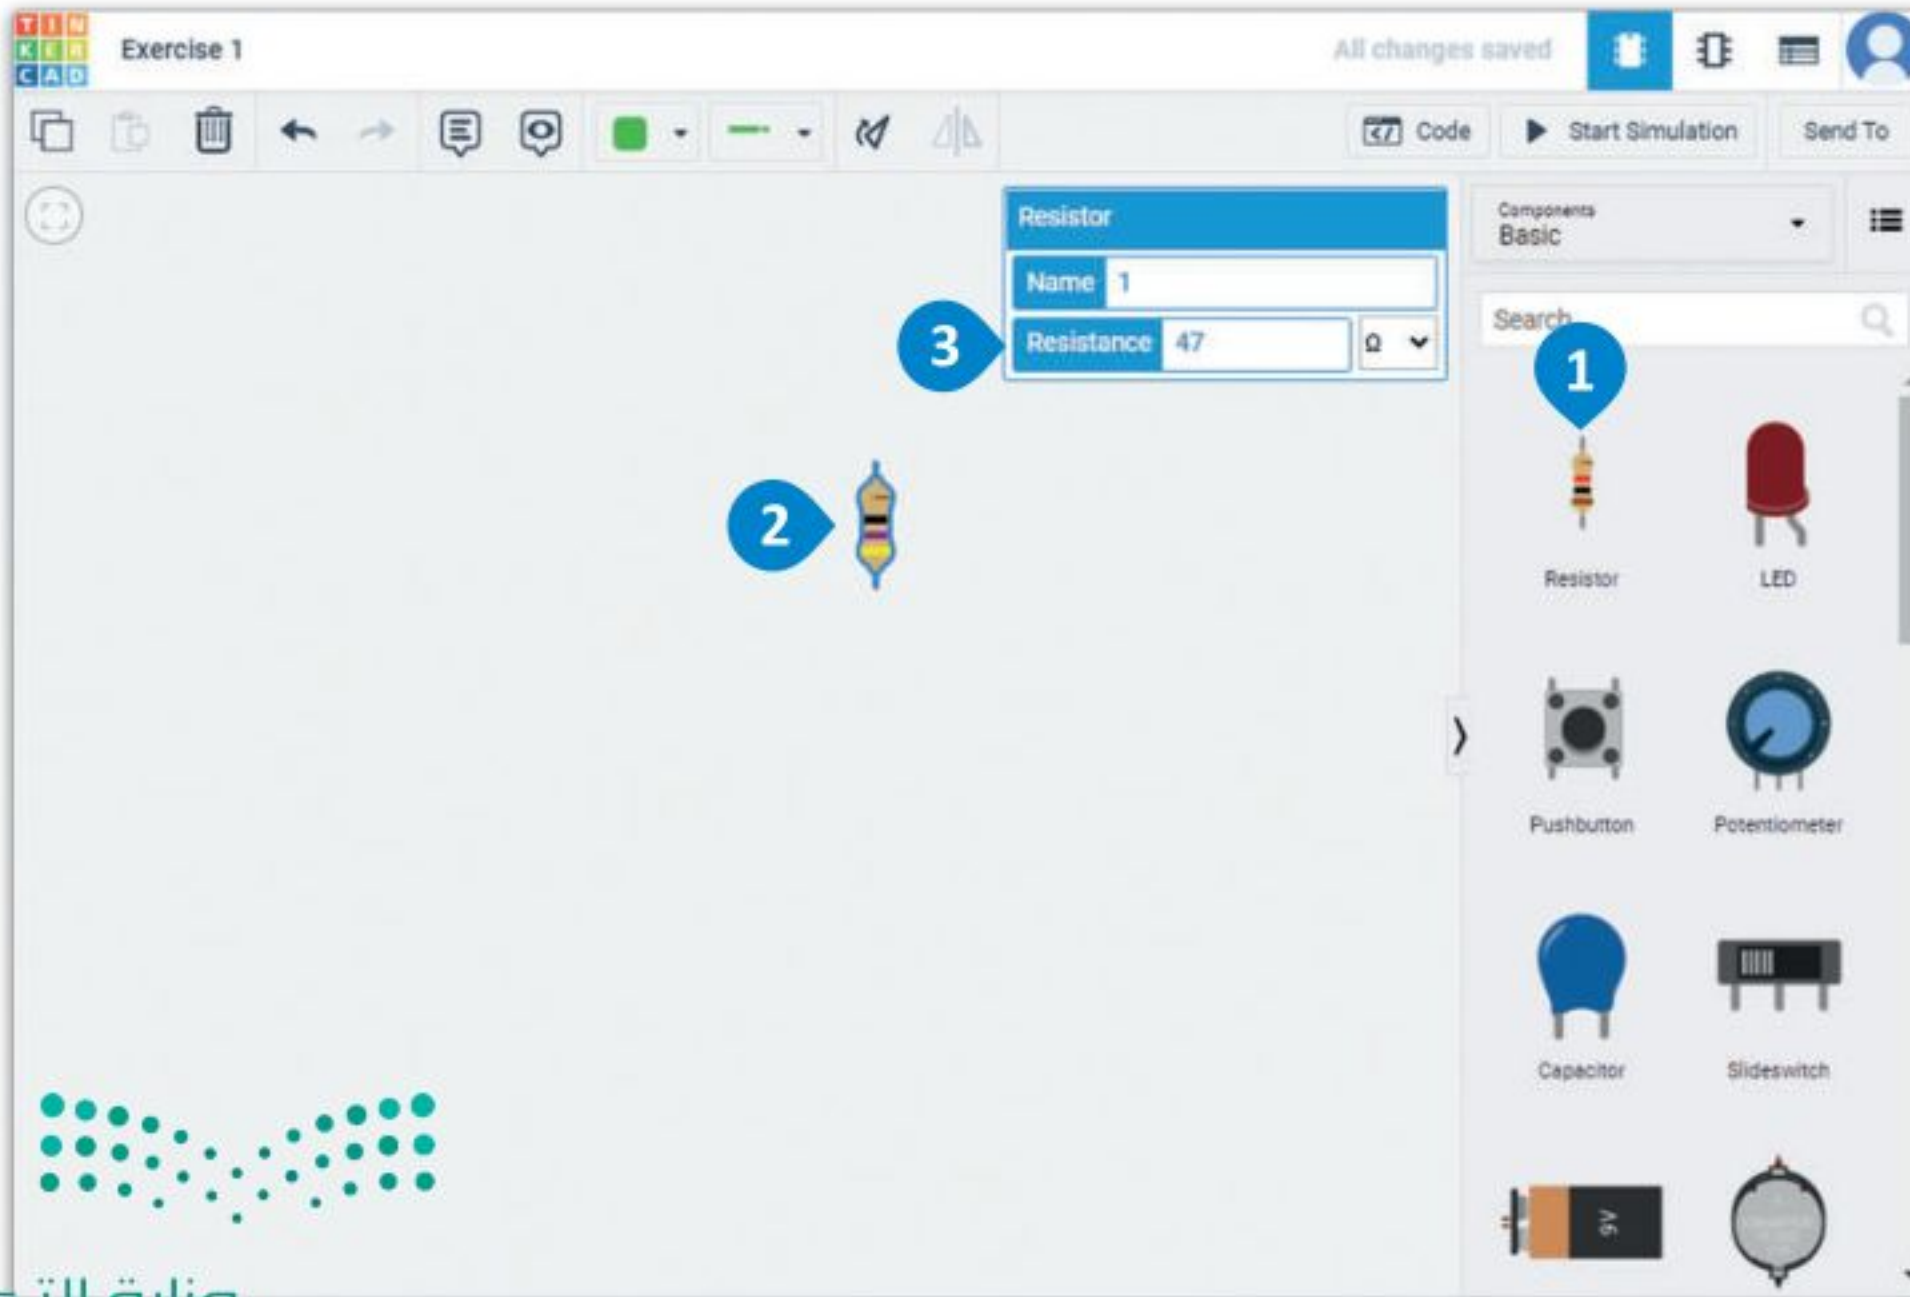 TIN
KER
CAD
Exercise 1
All changes saved
Code
Start Simulation
Send To
Resistor
Name 1
Resistance 47 Ω
Components
Basic
Search
3
1
2
Resistor
LED
Pushbutton
Potentiometer
Capacitor
Slideswitch
9V